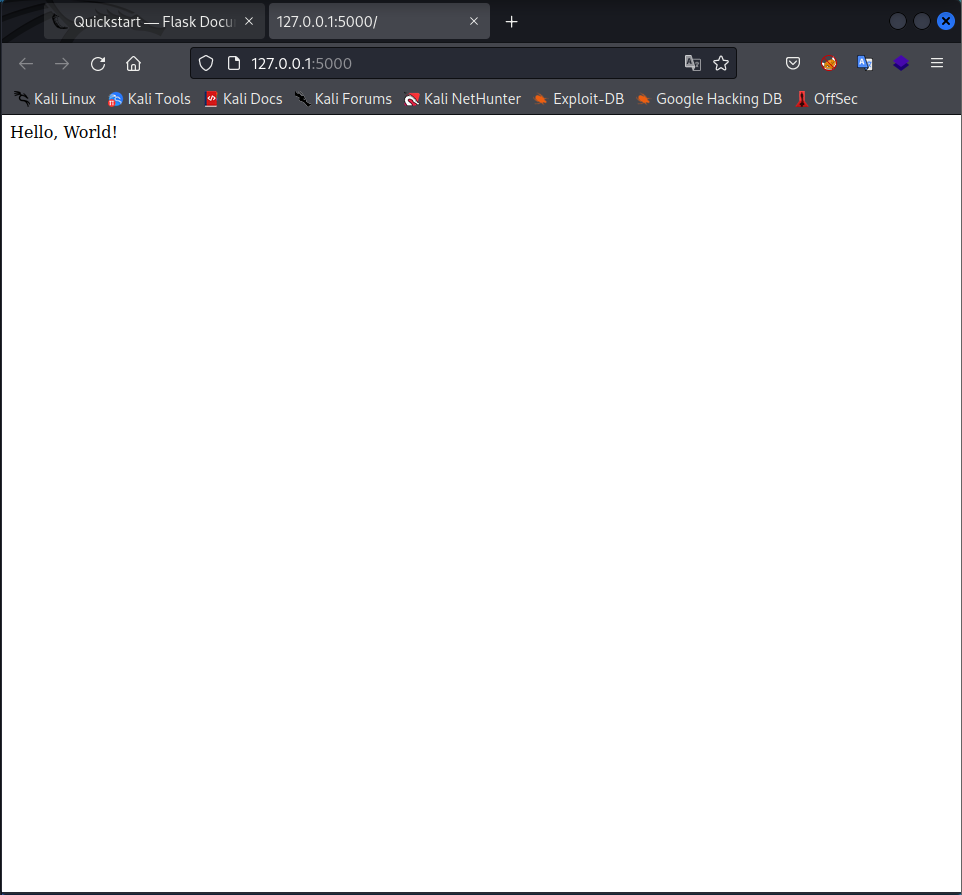 Quickstart — Flask Docu
127.0.0.1:5000/
127.0.0.1:5000
Kali Linux Kali Tools Kali Docs Kali Forums Kali NetHunter Exploit-DB Google Hacking DB OffSec
Hello, World!